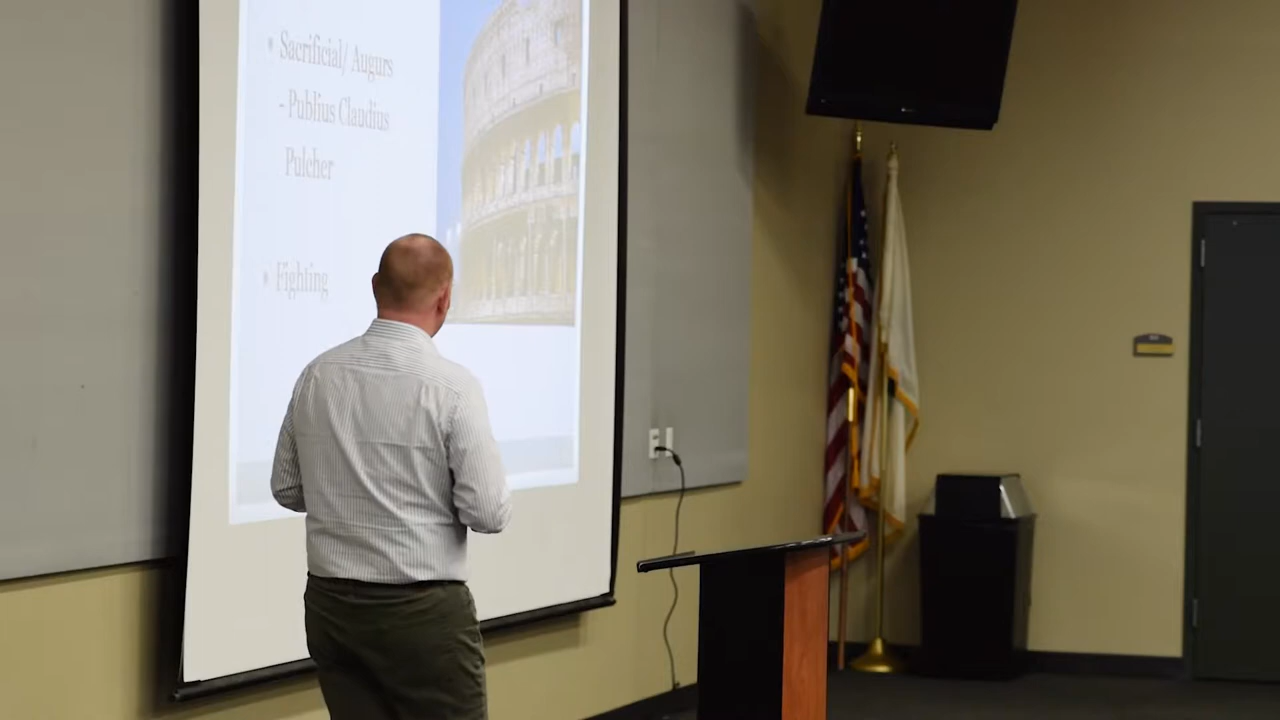 • Sacrificial/ Augurs
- Publius Claudius
Pulcher
• Fighting